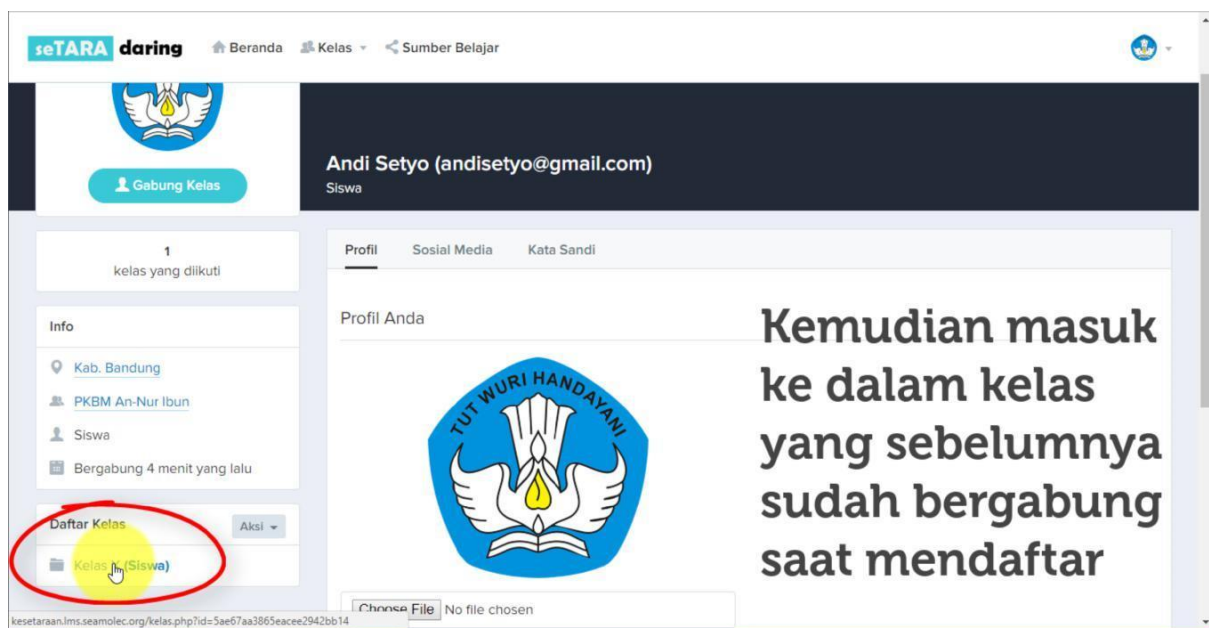 seTARA daring Beranda Kelas Sumber Belajar
Gabung Kelas
Andi Setyo (andisetyo@gmail.com)
Siswa
1
kelas yang diikuti
Info
Kab. Bandung
PKBM An-Nur Ibun
Siswa
Bergabung 4 menit yang lalu
Daftar Kelas Aksi
Kelas (Siswa)
Profil Sosial Media Kata Sandi
Profil Anda
TUT WURI HANDAYANI
Choose File No file chosen
Kemudian masuk
ke dalam kelas
yang sebelumnya
sudah bergabung
saat mendaftar
kesetaraan.lms.seamolec.org/kelas.php?id=5ae67aa3865eacee2942bb14